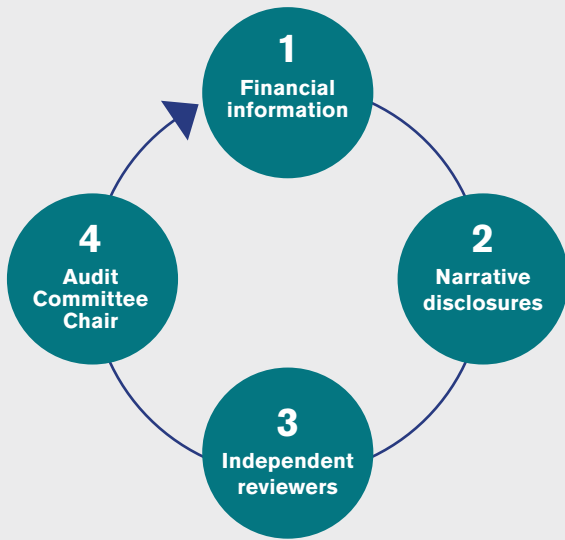 1
Financial
information
2
Narrative
disclosures
3
Independent
reviewers
4
Audit
Committee
Chair